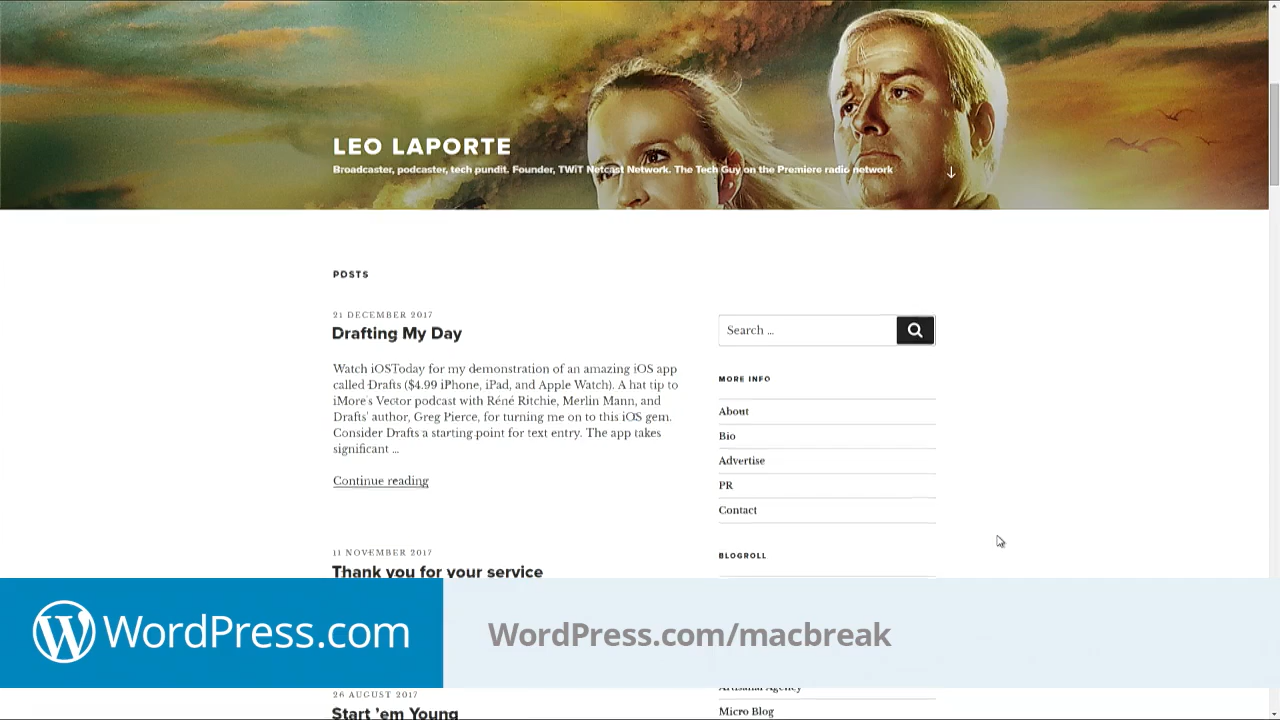 LEO LAPORTE
Broadcaster, podcaster, tech pundit. Founder, TWiT Netcast Network. The Tech Guy on the Premiere radio network
POSTS
21 DECEMBER 2017
Drafting My Day
Watch iOSToday for my demonstration of an amazing iOS app
called Drafts ($4.99 iPhone, iPad, and Apple Watch). A hat tip to
iMore's Vector podcast with Réné Ritchie, Merlin Mann, and
Drafts' author, Greg Pierce, for turning me on to this iOS gem.
Consider Drafts a starting point for text entry. The app takes
significant ...
Continue reading
11 NOVEMBER 2017
Thank you for your service
26 AUGUST 2017
Start 'em Young
Search ...
MORE INFO
About
Bio
Advertise
PR
Contact
BLOGROLL
Artisanal Agency
Micro Blog
WordPress.com
WordPress.com/macbreak